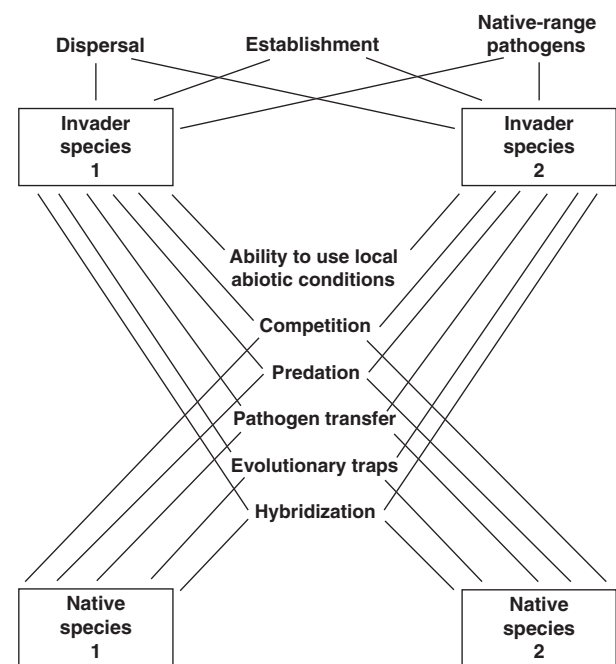 Dispersal
Establishment
Native-range
pathogens
Invader
species
1
Invader
species
2
Ability to use local
abiotic conditions
Competition
Predation
Pathogen transfer
Evolutionary traps
Hybridization
Native
species
1
Native
species
2